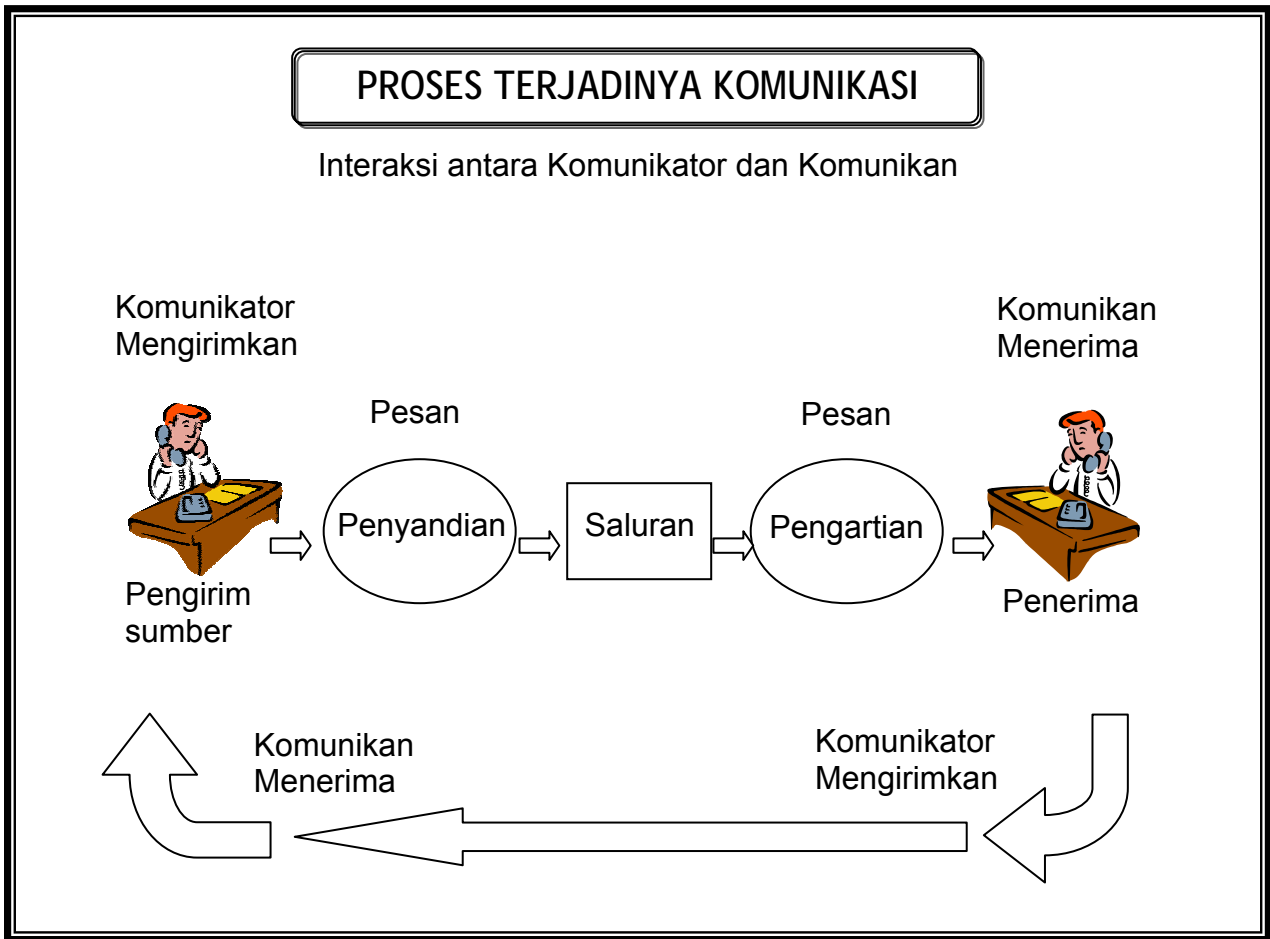 PROSES TERJADINYA KOMUNIKASI
Interaksi antara Komunikator dan Komunikan
Komunikator
Mengirimkan
Komunikan
Menerima
Pesan
Pesan
Penyandian
Saluran
Pengartian
Pengirim
sumber
Penerima
Komunikan
Menerima
Komunikator
Mengirimkan